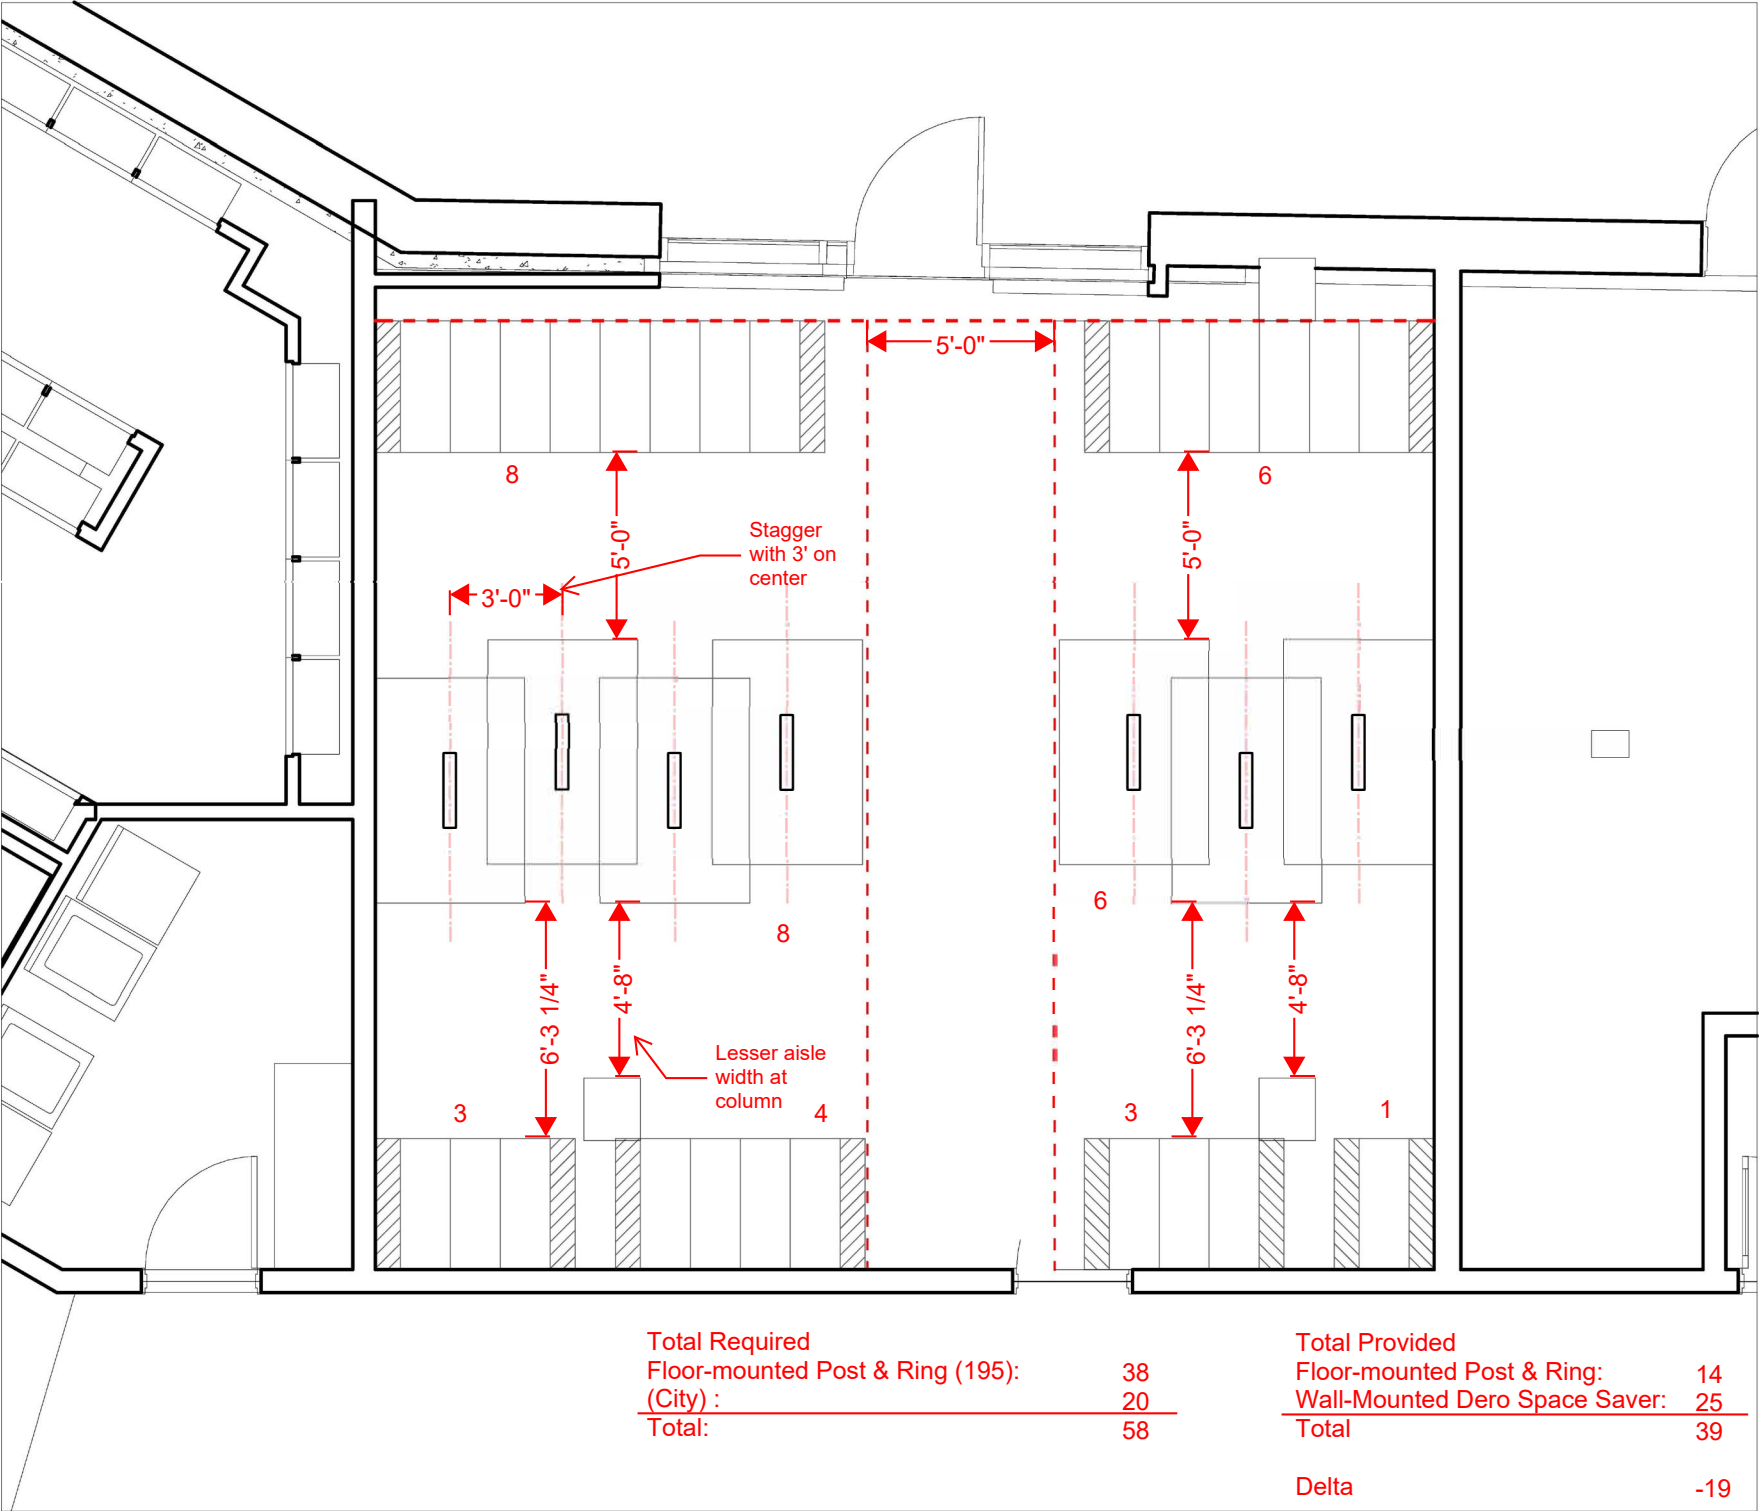 5'-0"
8
6
5'-0"
5'-0"
Stagger
with 3' on
center
3'-0"
6
8
6'-3 1/4"
4'-8"
6'-3 1/4"
4'-8"
Lesser aisle
width at
column
3
4
3
1
Total Required
Floor-mounted Post & Ring (195): 38
(City) : 20
Total: 58
Total Provided
Floor-mounted Post & Ring: 14
Wall-Mounted Dero Space Saver: 25
Total 39
Delta -19